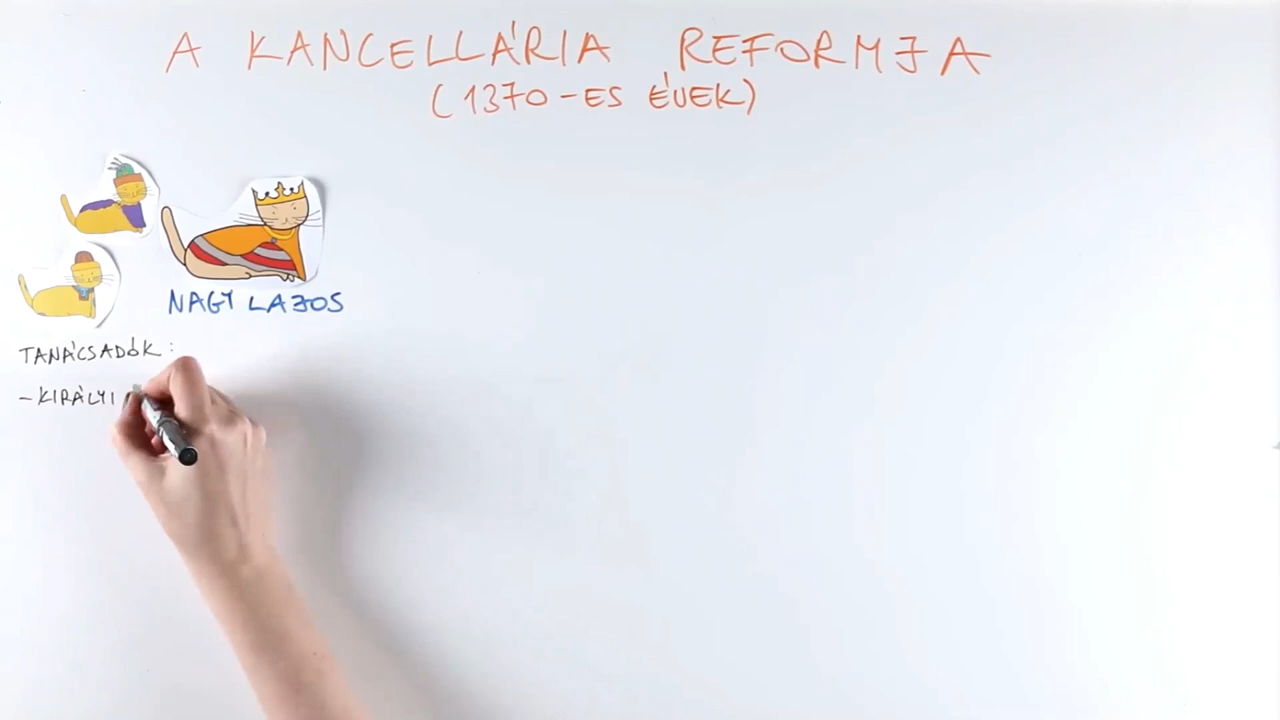 A KANCELLÁRIA REFORMJA
(1370-ES ÉVEK)
NAGY LAJOS
TANÁCSADÓK:
-KIRÁLYI